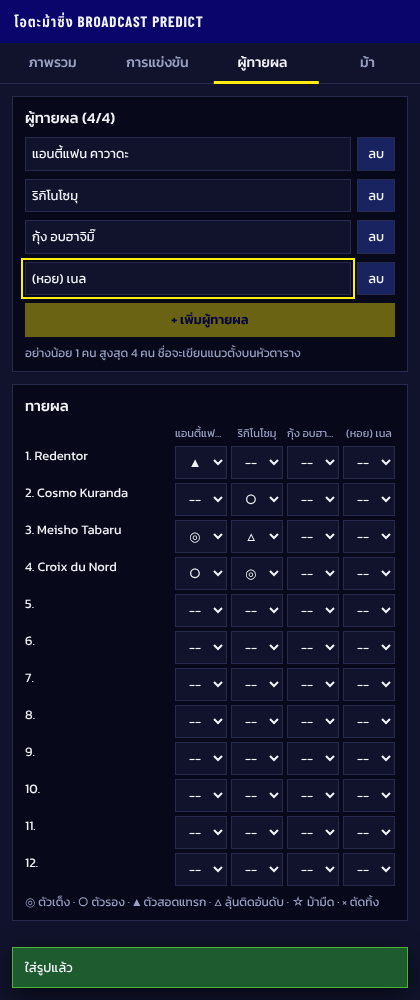 โอตะม้าซิ่ง BROADCAST PREDICT
ภาพรวม การแข่งขัน ผู้ทายผล ม้า
ผู้ทายผล (4/4)
แอนตี้แฟน คาวาดะ ลบ
ริกิโนโซมุ ลบ
กุ้ง อบฮาจิมิ๊ ลบ
(หอย) เนล ลบ
+ เพิ่มผู้ทายผล
อย่างน้อย 1 คน สูงสุด 4 คน ชื่อจะเขียนแนวตั้งบนหัวตาราง
ทายผล
แอนตี้แฟ... ริกิโนโซมุ กุ้ง อบฮา... (หอย) เนล
1. Redentor ▲ -- -- --
2. Cosmo Kuranda -- ○ -- --
3. Meisho Tabaru ◎ △ -- --
4. Croix du Nord ○ ◎ -- --
5. -- -- -- --
6. -- -- -- --
7. -- -- -- --
8. -- -- -- --
9. -- -- -- --
10. -- -- -- --
11. -- -- -- --
12. -- -- -- --
◎ ตัวเต็ง · ○ ตัวรอง · ▲ ตัวสอดแทรก · △ ลุ้นติดอันดับ · ☆ ม้ามืด · × ตัดทิ้ง
ใส่รูปแล้ว